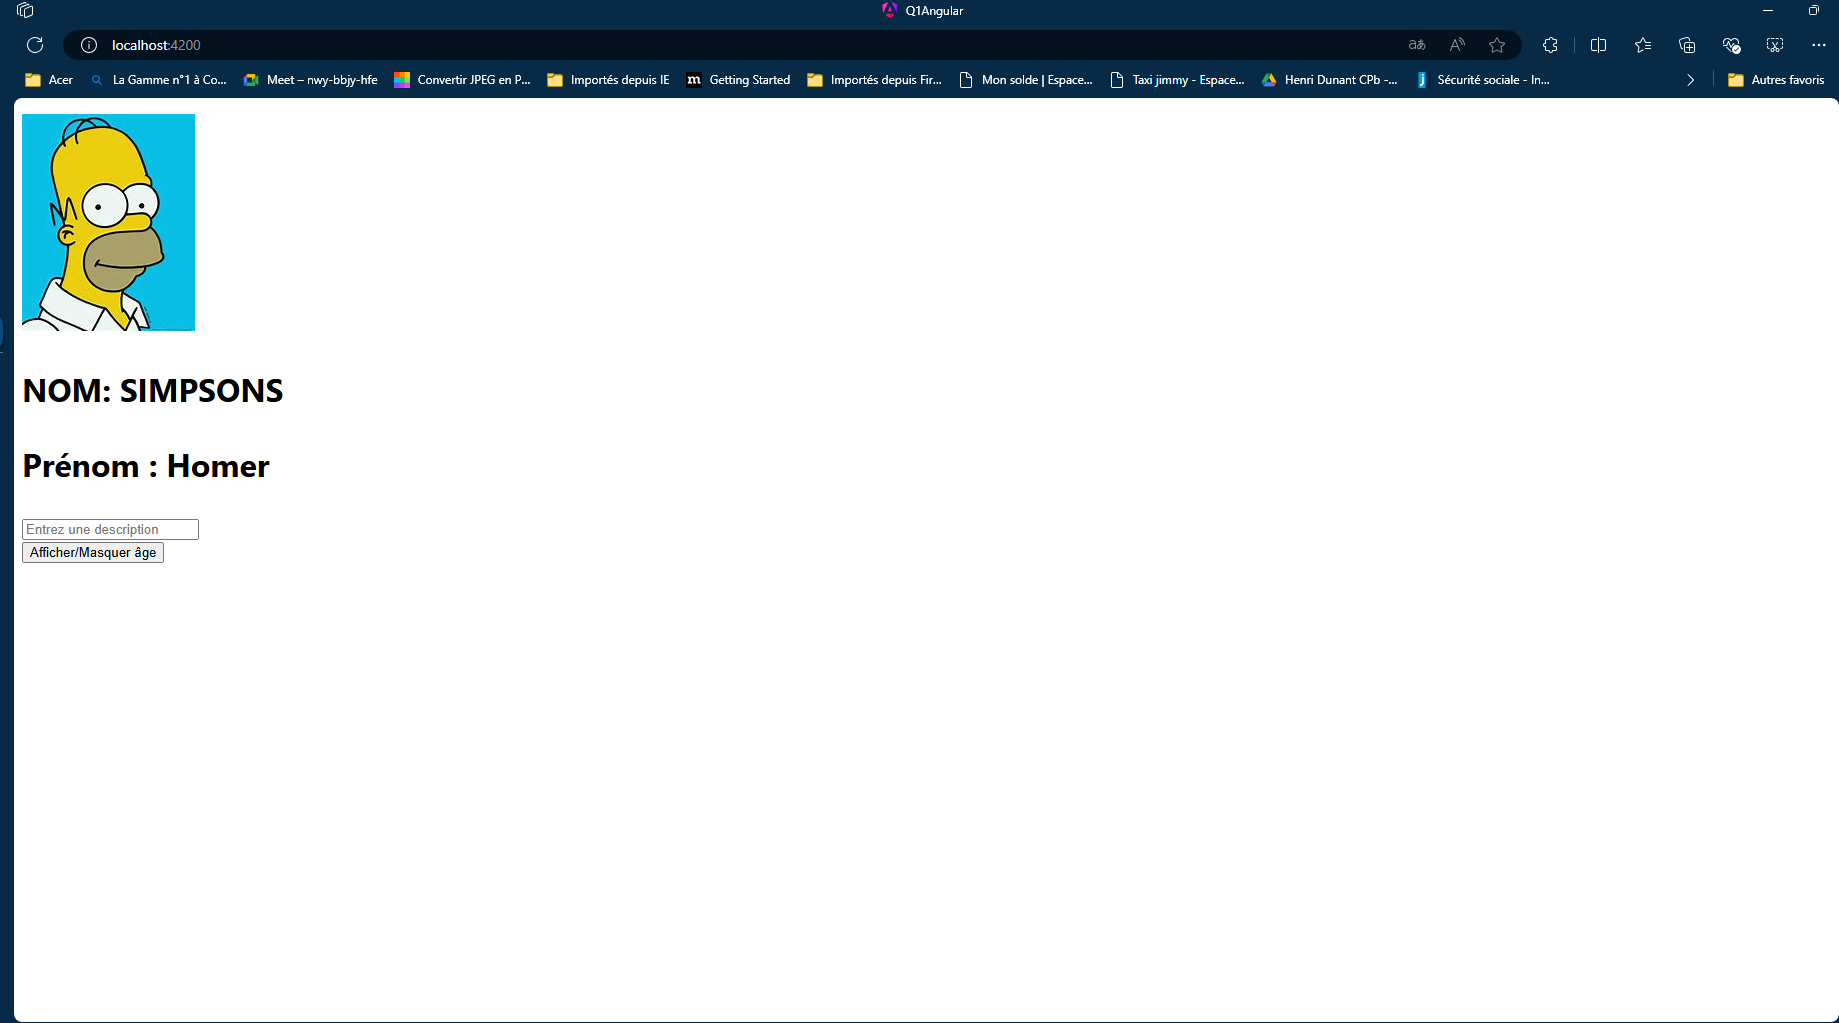 Q1Angular
localhost:4200
aあ A
Acer La Gamme n°1 à Co... Meet – nwy-bbjy-hfe Convertir JPEG en P... Importés depuis IE m Getting Started Importés depuis Fir... Mon solde | Espace... Taxi jimmy - Espace... Henri Dunant CPb -... Sécurité sociale - In... Autres favoris
NOM: SIMPSONS
Prénom : Homer
Entrez une description
Afficher/Masquer âge